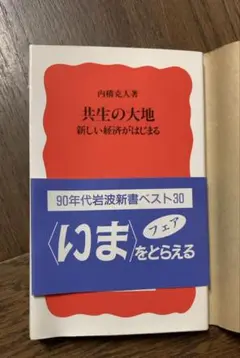 内橋克人著
共生の大地
新しい経済がはじまる
90年代岩波新書ベスト30
〈いま〉をとらえる
フェア